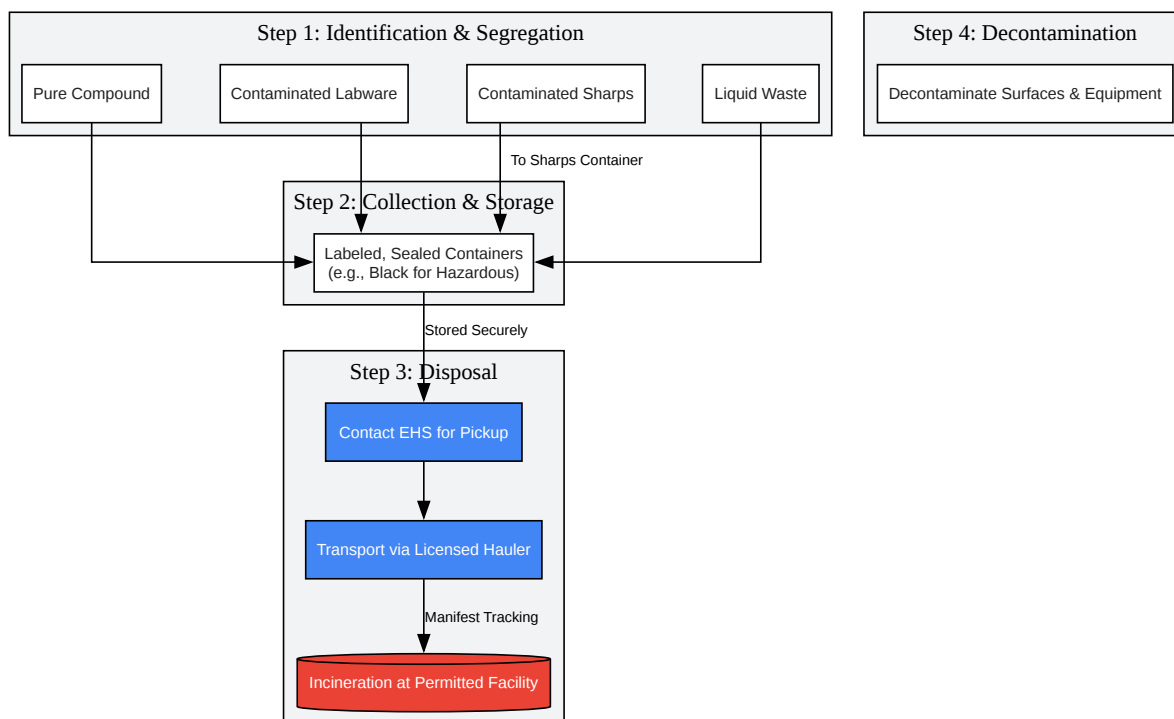 Step 1: Identification & Segregation
Pure Compound
Contaminated Labware
Contaminated Sharps
Liquid Waste
Step 4: Decontamination
Decontaminate Surfaces & Equipment
To Sharps Container
Step 2: Collection & Storage
Labeled, Sealed Containers
(e.g., Black for Hazardous)
Stored Securely
Step 3: Disposal
Contact EHS for Pickup
Transport via Licensed Hauler
Manifest Tracking
Incineration at Permitted Facility